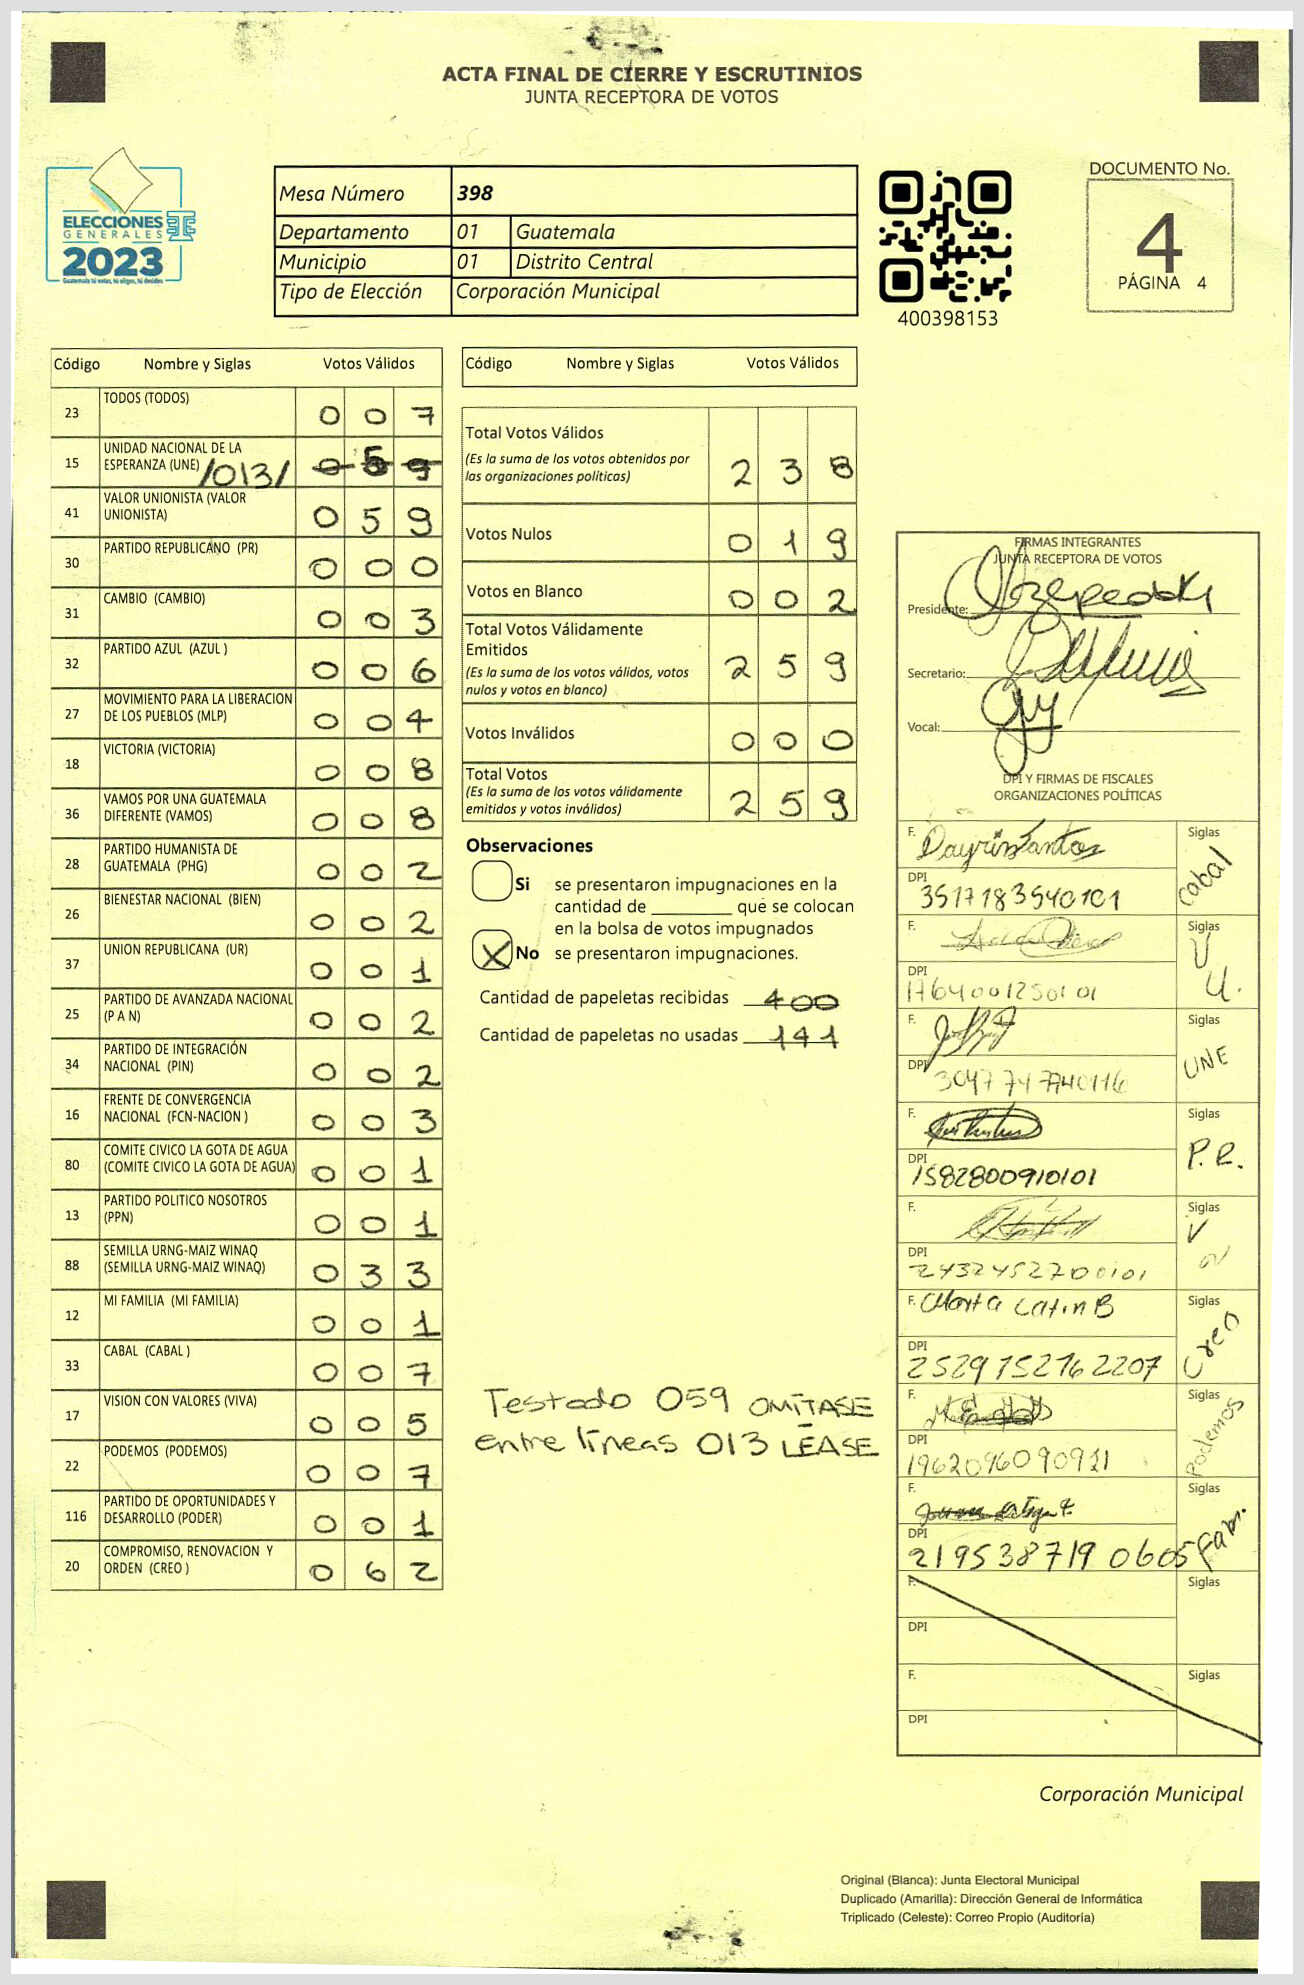 ACTA FINAL DE CIERRE Y ESCRUTINIOS
JUNTA RECEPTORA DE VOTOS
ELECCIONES
GENERALES
2023
Guatemala tú votas, tú eliges, tú decides
Mesa Número 398
Departamento 01 Guatemala
Municipio 01 Distrito Central
Tipo de Elección Corporación Municipal
400398153
DOCUMENTO No.
4
PÁGINA 4
Código Nombre y Siglas Votos Válidos
23 TODOS (TODOS) 0 0 7
15 UNIDAD NACIONAL DE LA
ESPERANZA (UNE) /013/ 0 5 9
41 VALOR UNIONISTA (VALOR
UNIONISTA) 0 5 9
30 PARTIDO REPUBLICANO (PR) 0 0 0
31 CAMBIO (CAMBIO) 0 0 3
32 PARTIDO AZUL (AZUL ) 0 0 6
27 MOVIMIENTO PARA LA LIBERACION
DE LOS PUEBLOS (MLP) 0 0 4
18 VICTORIA (VICTORIA) 0 0 8
36 VAMOS POR UNA GUATEMALA
DIFERENTE (VAMOS) 0 0 8
28 PARTIDO HUMANISTA DE
GUATEMALA (PHG) 0 0 2
26 BIENESTAR NACIONAL (BIEN) 0 0 2
37 UNION REPUBLICANA (UR) 0 0 1
25 PARTIDO DE AVANZADA NACIONAL
(P A N) 0 0 2
34 PARTIDO DE INTEGRACIÓN
NACIONAL (PIN) 0 0 2
16 FRENTE DE CONVERGENCIA
NACIONAL (FCN-NACION ) 0 0 3
80 COMITE CIVICO LA GOTA DE AGUA
(COMITE CIVICO LA GOTA DE AGUA) 0 0 1
13 PARTIDO POLITICO NOSOTROS
(PPN) 0 0 1
88 SEMILLA URNG-MAIZ WINAQ
(SEMILLA URNG-MAIZ WINAQ) 0 3 3
12 MI FAMILIA (MI FAMILIA) 0 0 1
33 CABAL (CABAL ) 0 0 7
17 VISION CON VALORES (VIVA) 0 0 5
22 PODEMOS (PODEMOS) 0 0 7
116 PARTIDO DE OPORTUNIDADES Y
DESARROLLO (PODER) 0 0 1
20 COMPROMISO, RENOVACION Y
ORDEN (CREO ) 0 6 2
Código Nombre y Siglas Votos Válidos
Total Votos Válidos
(Es la suma de los votos obtenidos por
las organizaciones políticas) 2 3 8
Votos Nulos 0 1 9
Votos en Blanco 0 0 2
Total Votos Válidamente
Emitidos
(Es la suma de los votos válidos, votos
nulos y votos en blanco) 2 5 9
Votos Inválidos 0 0 0
Total Votos
(Es la suma de los votos válidamente
emitidos y votos inválidos) 2 5 9
Observaciones
Si se presentaron impugnaciones en la
cantidad de ________ que se colocan
en la bolsa de votos impugnados
X No se presentaron impugnaciones.
Cantidad de papeletas recibidas 400
Cantidad de papeletas no usadas 141
Testado 059 OMÍTASE
entre líneas 013 LÉASE
FIRMAS INTEGRANTES
JUNTA RECEPTORA DE VOTOS
Presidente:
Secretario:
Vocal:
DPI Y FIRMAS DE FISCALES
ORGANIZACIONES POLÍTICAS
F. Siglas
DPI Cabal
3517183540101
F. Siglas
DPI V U.
1764001250101
F. Siglas
DPI UNE
F. Siglas
DPI P.R.
1582800910101
F. Siglas
DPI V
2432452700101
F. Marta Catin B Siglas
DPI Creo
2529752762207
F. Siglas
DPI Podemos
1962096090921
F. Siglas
DPI Fam.
2195387190605
F. Siglas
DPI
F. Siglas
DPI
Corporación Municipal
Original (Blanca): Junta Electoral Municipal
Duplicado (Amarilla): Dirección General de Informática
Triplicado (Celeste): Correo Propio (Auditoría)